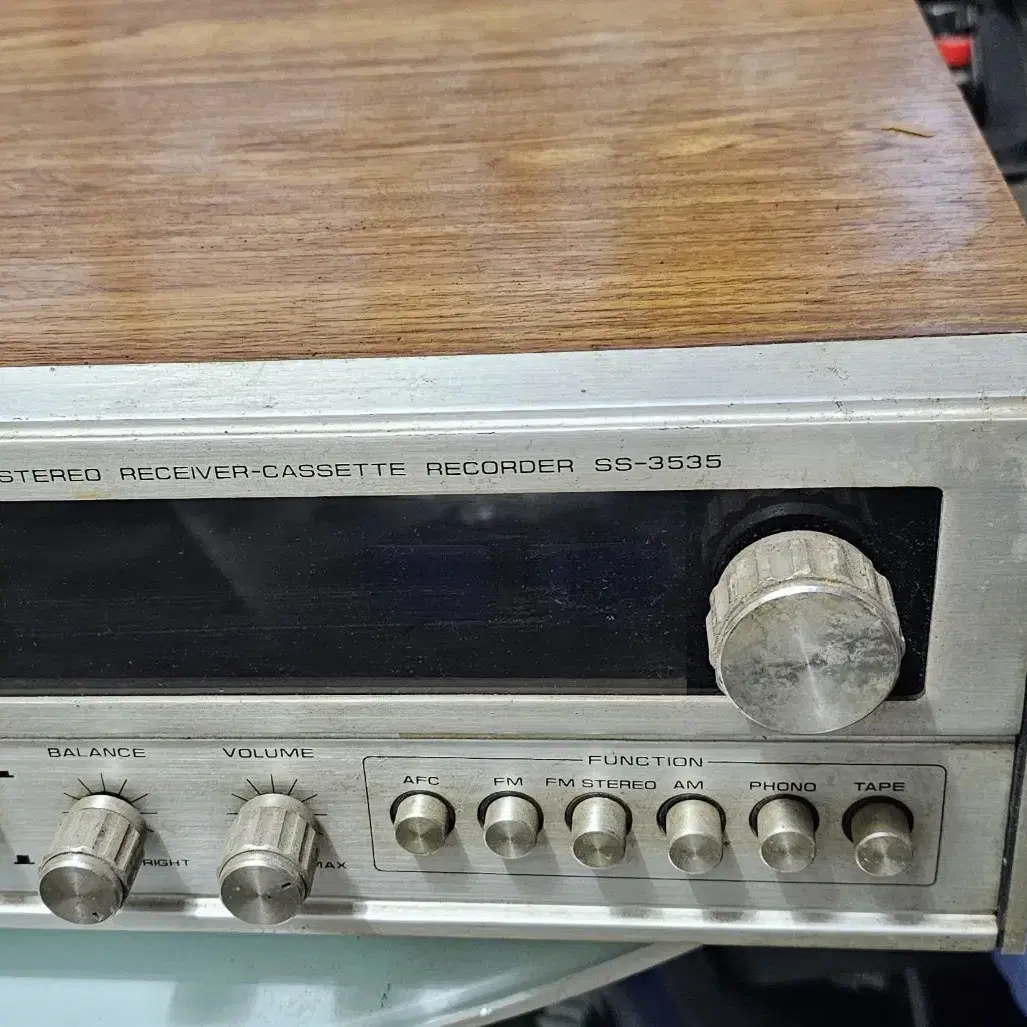 STEREO RECEIVER-CASSETTE RECORDER SS-3535
BALANCE VOLUME FUNCTION
AFC FM FM STEREO AM PHONO TAPE
RIGHT MAX